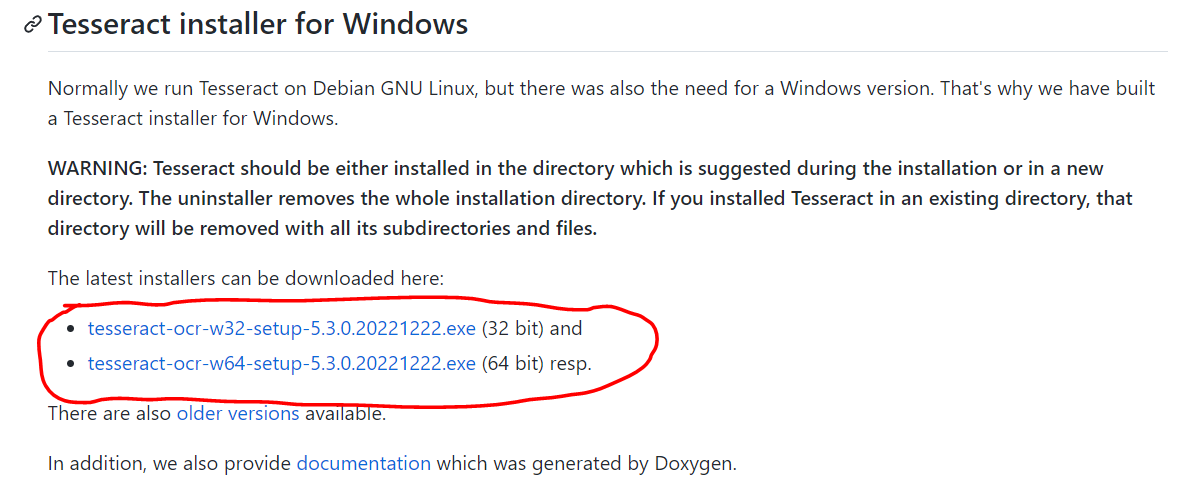 Tesseract installer for Windows
Normally we run Tesseract on Debian GNU Linux, but there was also the need for a Windows version. That's why we have built
a Tesseract installer for Windows.
WARNING: Tesseract should be either installed in the directory which is suggested during the installation or in a new
directory. The uninstaller removes the whole installation directory. If you installed Tesseract in an existing directory, that
directory will be removed with all its subdirectories and files.
The latest installers can be downloaded here:
• tesseract-ocr-w32-setup-5.3.0.20221222.exe (32 bit) and
• tesseract-ocr-w64-setup-5.3.0.20221222.exe (64 bit) resp.
There are also older versions available.
In addition, we also provide documentation which was generated by Doxygen.